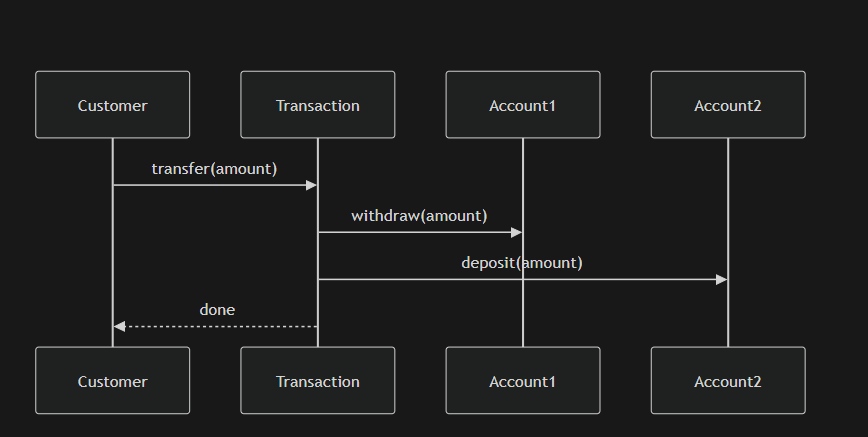 Customer
Transaction
Account1
Account2
transfer(amount)
withdraw(amount)
deposit(amount)
done
Customer
Transaction
Account1
Account2